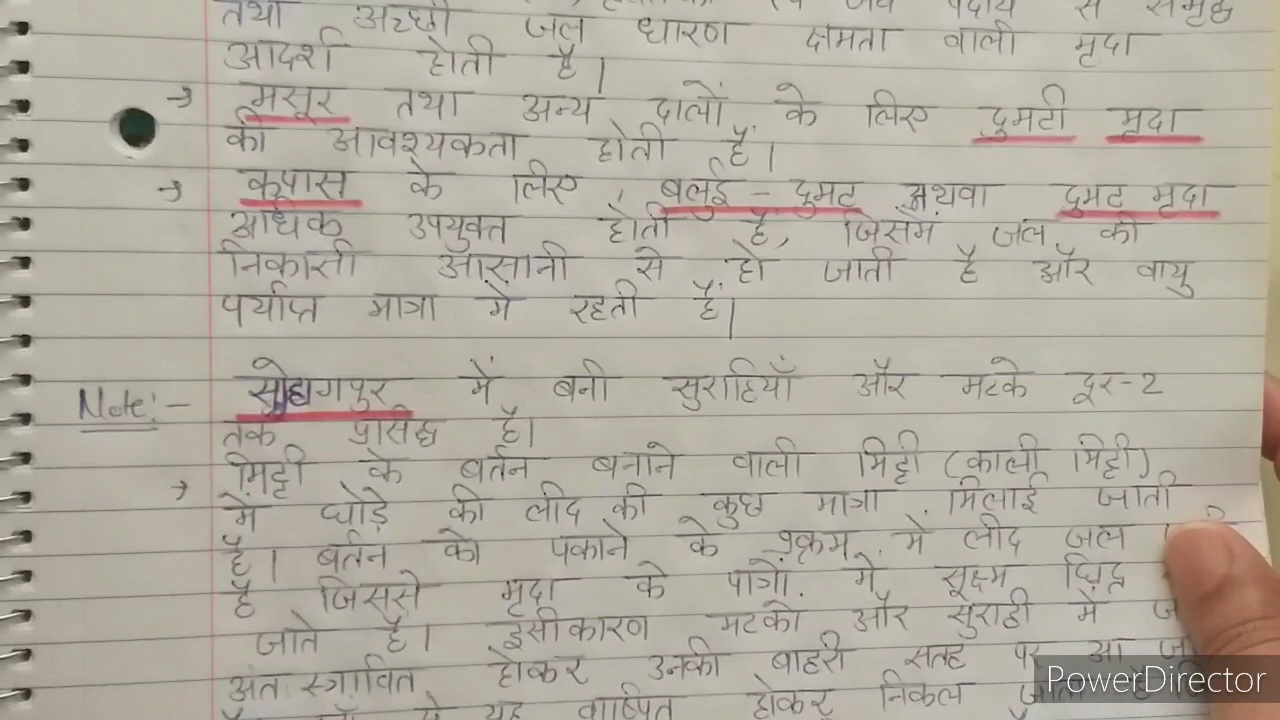 तथा अच्छी जल धारण क्षमता वाली मृदा
आदर्श होती है।
→ मसूर तथा अन्य दालों के लिए दुमटी मृदा
की आवश्यकता होती है।
→ कपास के लिए, बलुई - दुमट अथवा दुमट मृदा
अधिक उपयुक्त होती है, जिसमें जल की
निकासी आसानी से हो जाती है और वायु
पर्याप्त मात्रा में रहती है।
Note:- सोहागपुर में बनी सुराहियाँ और मटके दूर-2
तक प्रसिद्ध है।
→ मिट्टी के बर्तन बनाने वाली मिट्टी (काली मिट्टी)
में घोड़े की लीद की कुछ मात्रा मिलाई जाती
है। बर्तन को पकाने के प्रक्रम में लीद जल
है जिससे मृदा के पात्रों में सूक्ष्म छिद्र
जाते है। इसीकारण मटको और सुराही में
अंतःस्त्रावित होकर उनकी बाहरी सतह पर आ
यह वाष्पित होकर निकल
PowerDirector